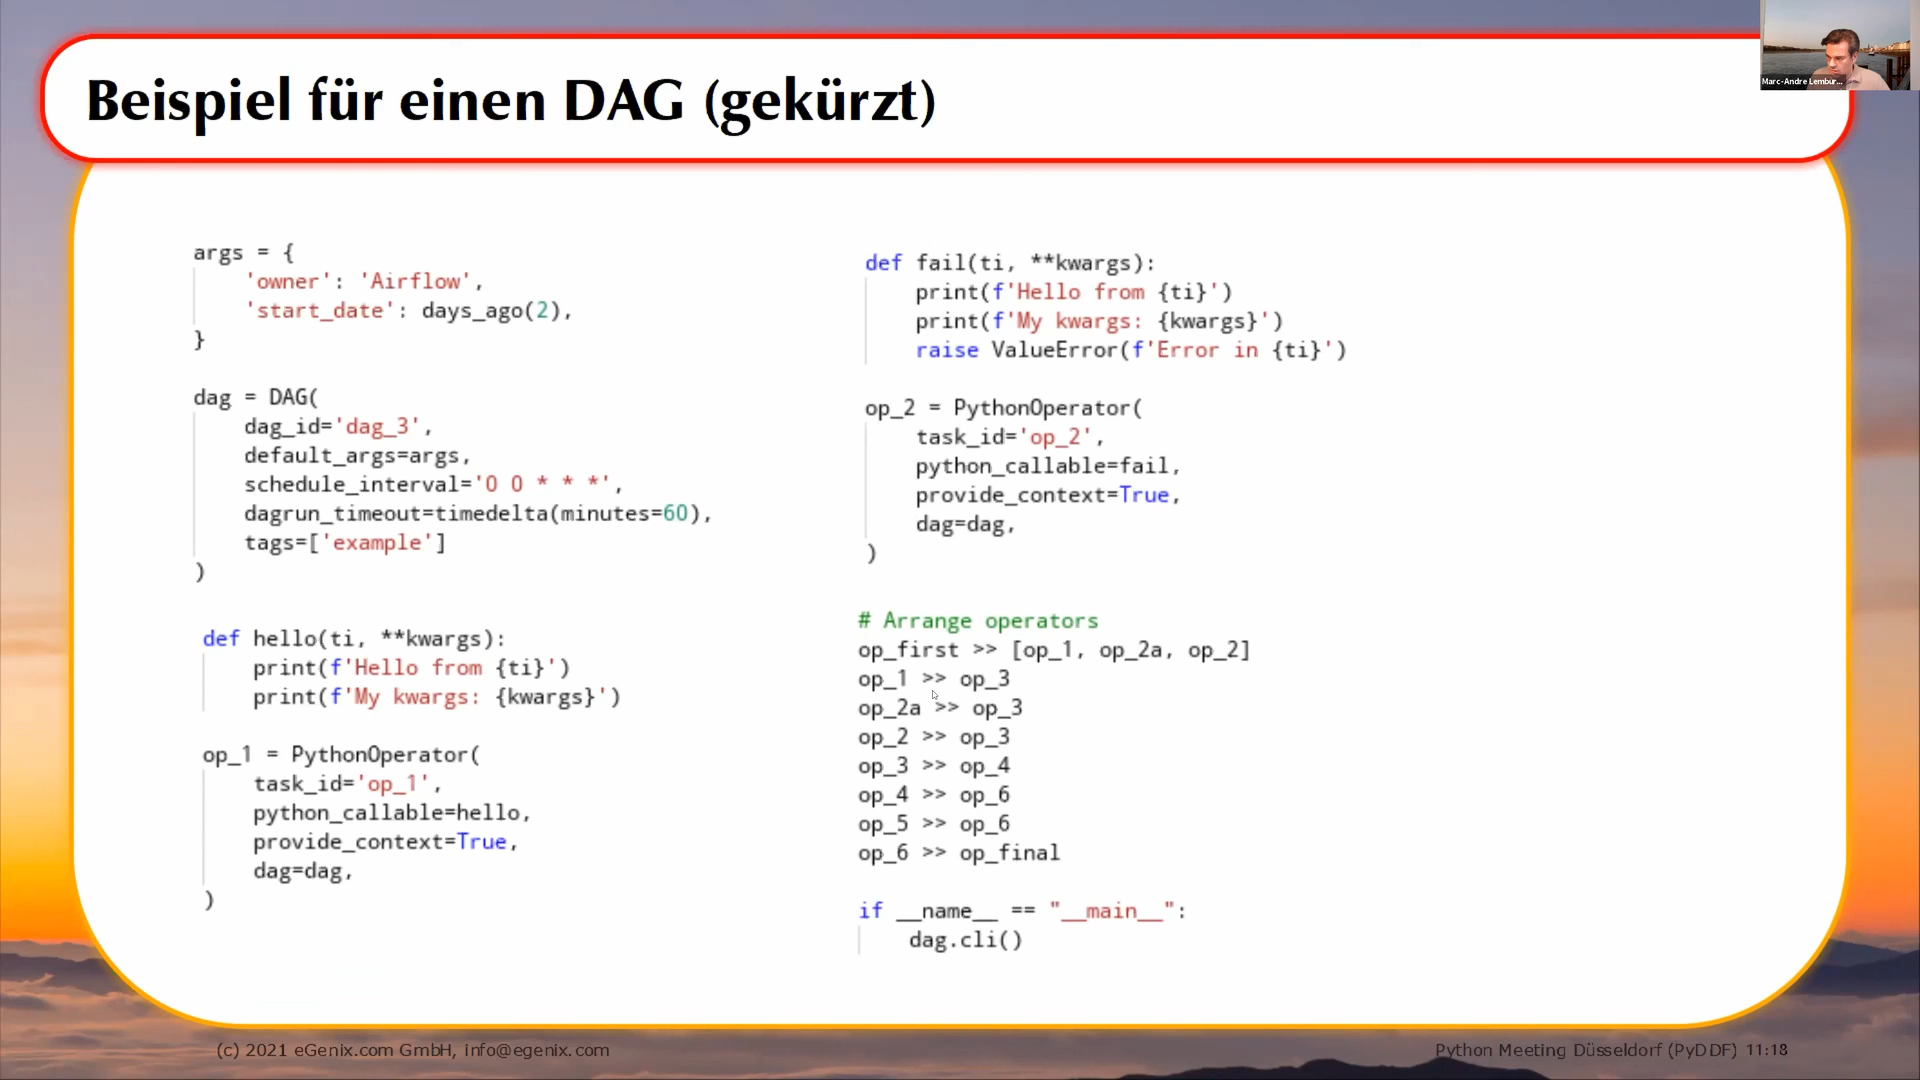 Beispiel für einen DAG (gekürzt)
Marc-Andre Lembur...
args = {
    'owner': 'Airflow',
    'start_date': days_ago(2),
}
dag = DAG(
    dag_id='dag_3',
    default_args=args,
    schedule_interval='0 0 * * *',
    dagrun_timeout=timedelta(minutes=60),
    tags=['example']
)
def hello(ti, **kwargs):
    print(f'Hello from {ti}')
    print(f'My kwargs: {kwargs}')
op_1 = PythonOperator(
    task_id='op_1',
    python_callable=hello,
    provide_context=True,
    dag=dag,
)
def fail(ti, **kwargs):
    print(f'Hello from {ti}')
    print(f'My kwargs: {kwargs}')
    raise ValueError(f'Error in {ti}')
op_2 = PythonOperator(
    task_id='op_2',
    python_callable=fail,
    provide_context=True,
    dag=dag,
)
# Arrange operators
op_first >> [op_1, op_2a, op_2]
op_1 >> op_3
op_2a >> op_3
op_2 >> op_3
op_3 >> op_4
op_4 >> op_6
op_5 >> op_6
op_6 >> op_final
if __name__ == "__main__":
    dag.cli()
(c) 2021 eGenix.com GmbH, info@egenix.com
Python Meeting Düsseldorf (PyDDF) 11:18